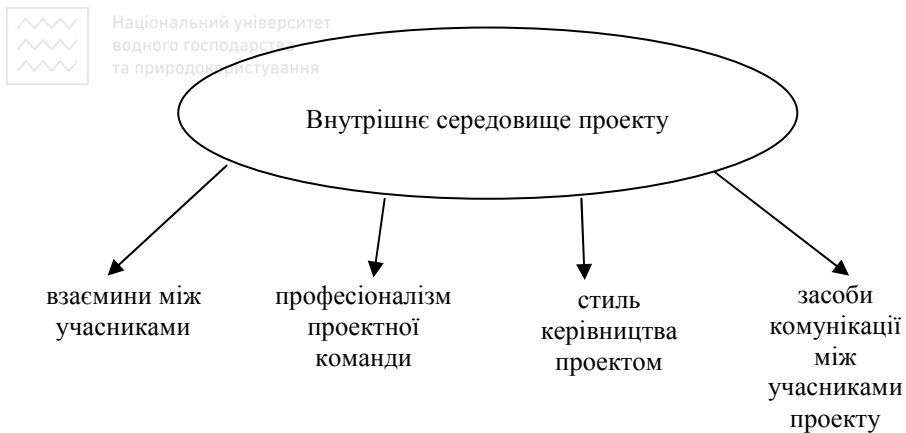 Національний університет
водного господарства
та природокористування
Внутрішнє середовище проекту
взаємини між
учасниками
професіоналізм
проектної
команди
стиль
керівництва
проектом
засоби
комунікації
між
учасниками
проекту